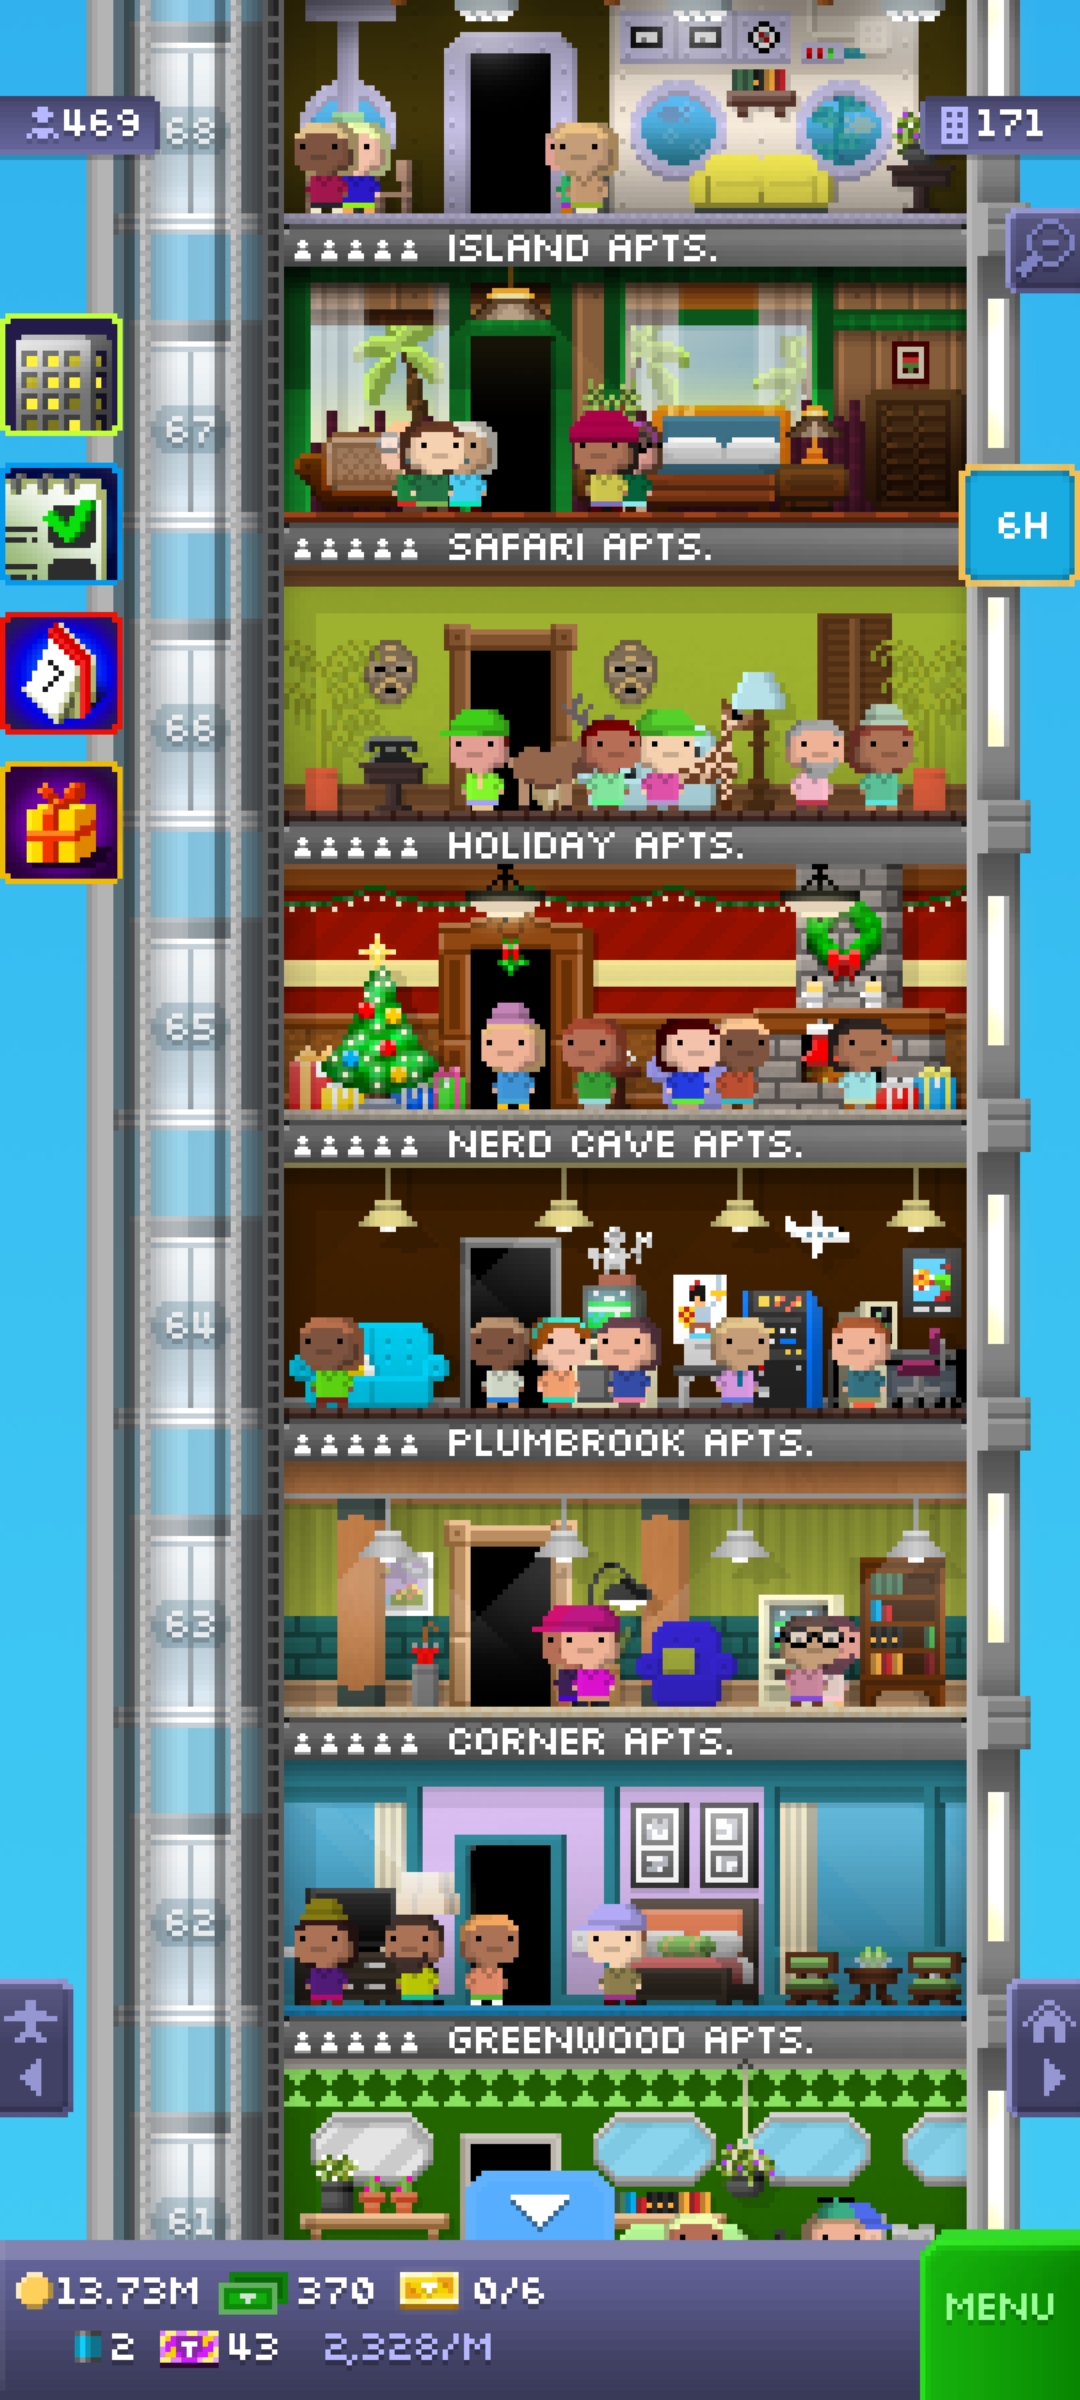 469
68
171
ISLAND APTS.
67
SAFARI APTS.
6H
66
HOLIDAY APTS.
65
NERD CAVE APTS.
64
PLUMBROOK APTS.
63
CORNER APTS.
62
GREENWOOD APTS.
61
13.73M 370 0/6
2 T 43 2,328/M
MENU